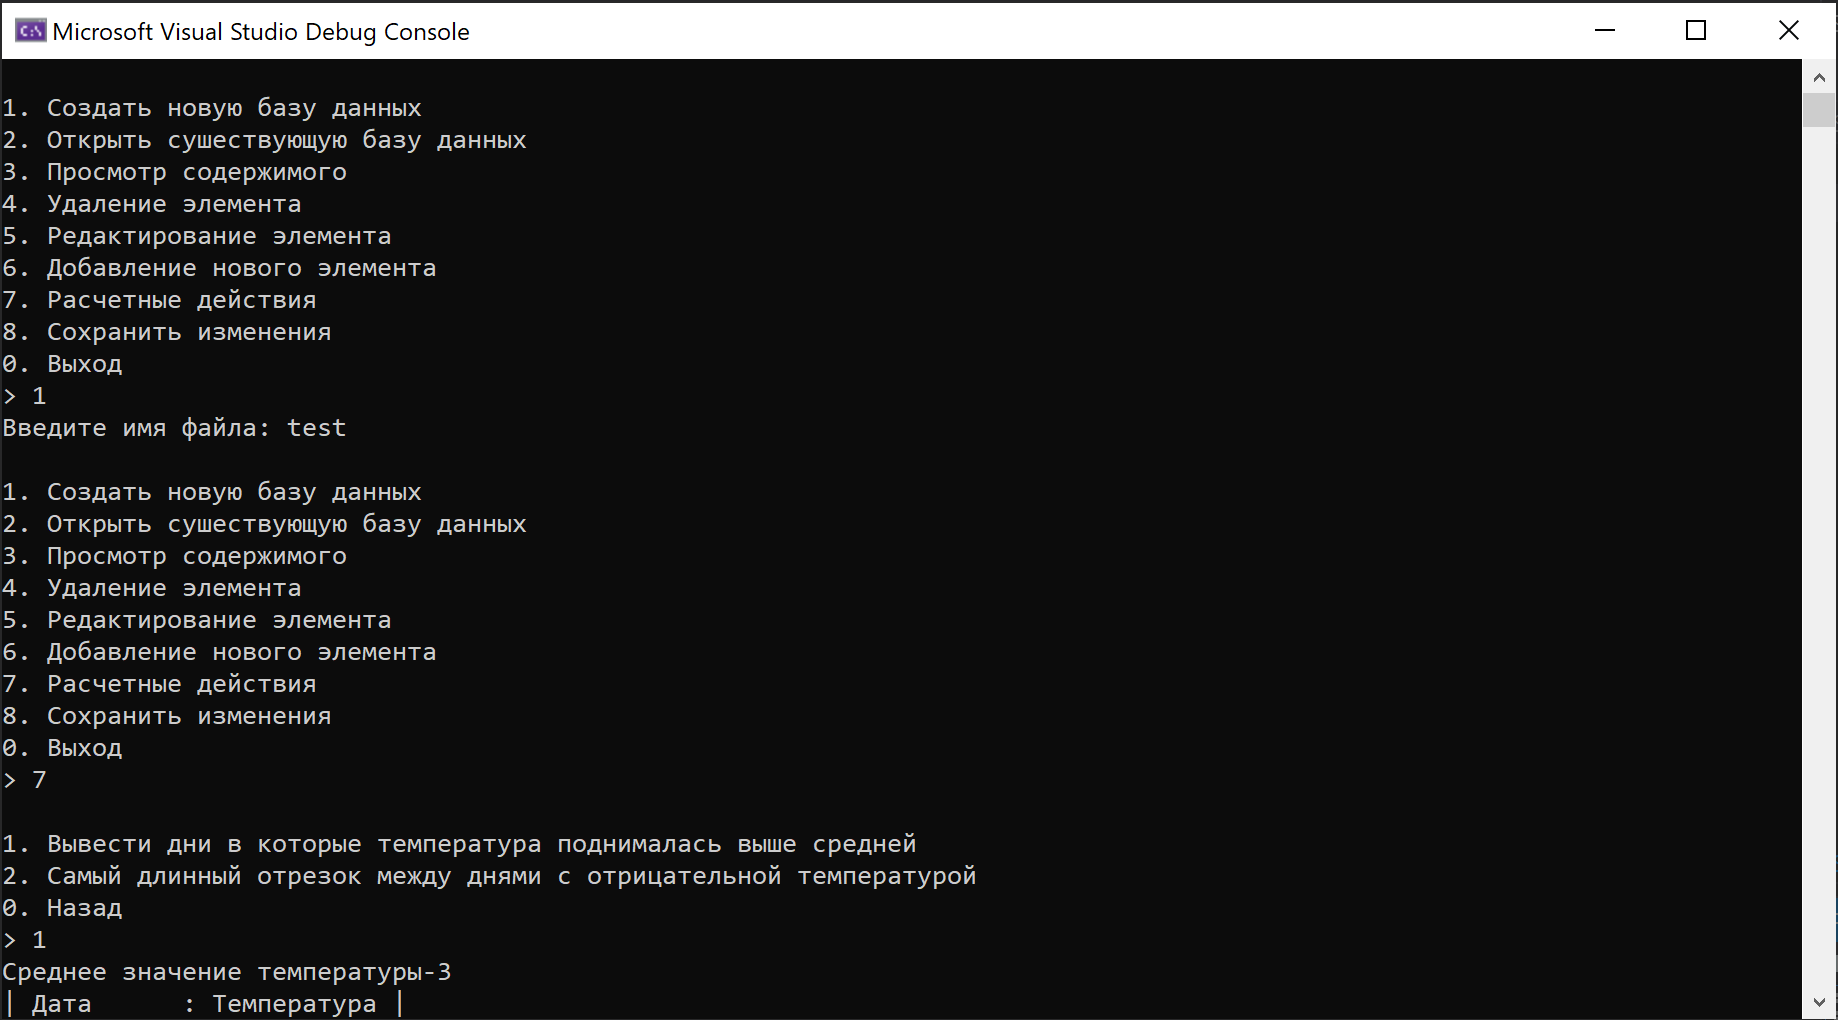 Microsoft Visual Studio Debug Console
1. Создать новую базу данных
2. Открыть сушествующую базу данных
3. Просмотр содержимого
4. Удаление элемента
5. Редактирование элемента
6. Добавление нового элемента
7. Расчетные действия
8. Сохранить изменения
0. Выход
> 1
Введите имя файла: test
1. Создать новую базу данных
2. Открыть сушествующую базу данных
3. Просмотр содержимого
4. Удаление элемента
5. Редактирование элемента
6. Добавление нового элемента
7. Расчетные действия
8. Сохранить изменения
0. Выход
> 7
1. Вывести дни в которые температура поднималась выше средней
2. Самый длинный отрезок между днями с отрицательной температурой
0. Назад
> 1
Среднее значение температуры-3
| Дата      : Температура |